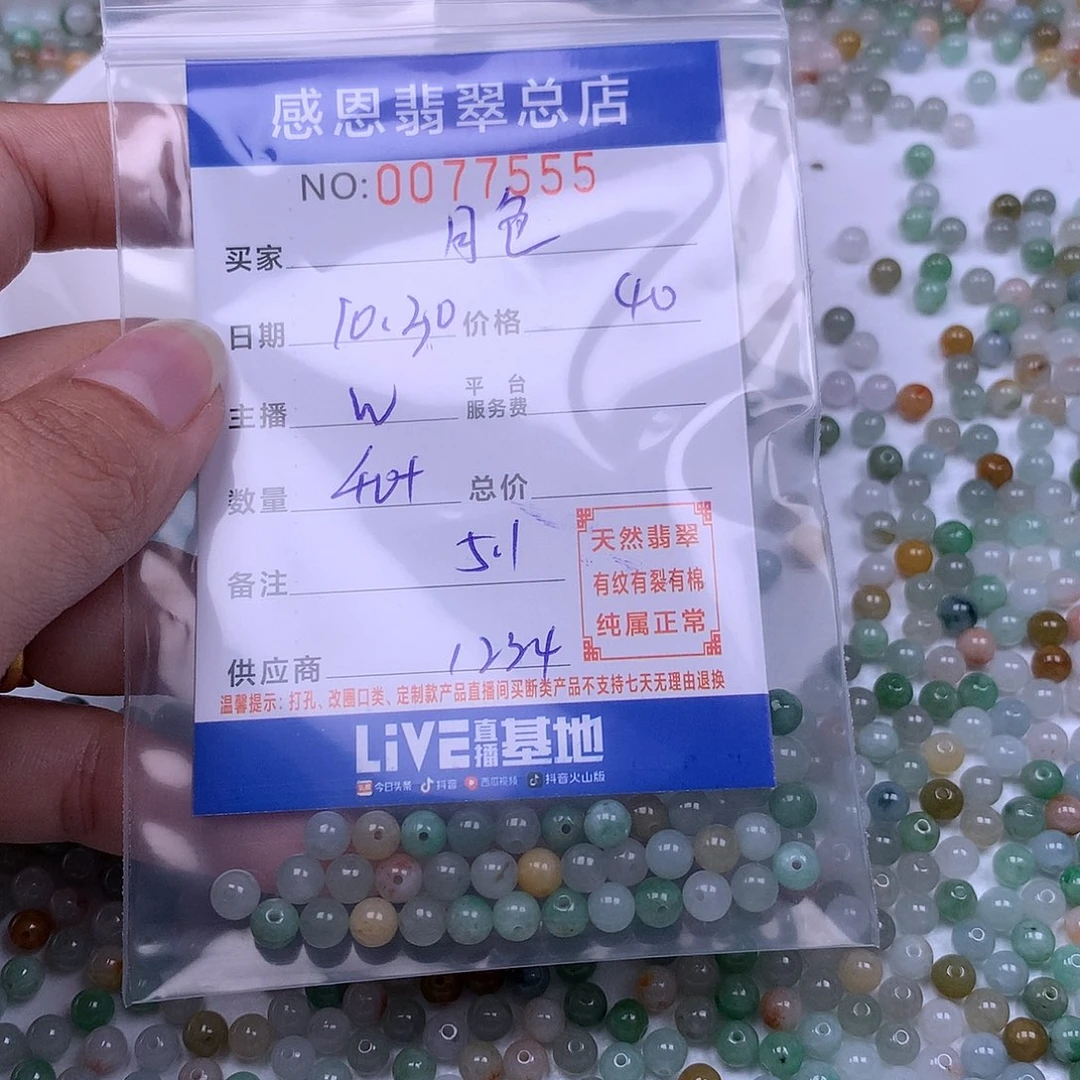 感恩翡翠总店
NO:0077555
买家 月色
日期 10.30 价格 40
主播 W 平台服务费
数量 40+ 总价
备注 5.1
天然翡翠
有纹有裂有棉
纯属正常
供应商 1234
温馨提示：打孔、改圈口类、定制款产品直播间买断类产品不支持七天无理由退换
LiVE直播基地
今日头条 抖音 西瓜视频 抖音火山版